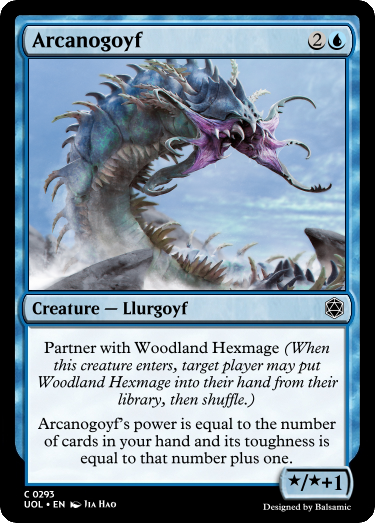 Arcanogoyf 2
Creature — Llurgoyf
Partner with Woodland Hexmage (When
this creature enters, target player may put
Woodland Hexmage into their hand from their
library, then shuffle.)
Arcanogoyf's power is equal to the number
of cards in your hand and its toughness is
equal to that number plus one.
★/★+1
C 0293
UOL • EN Jia Hao
Designed by Balsamic